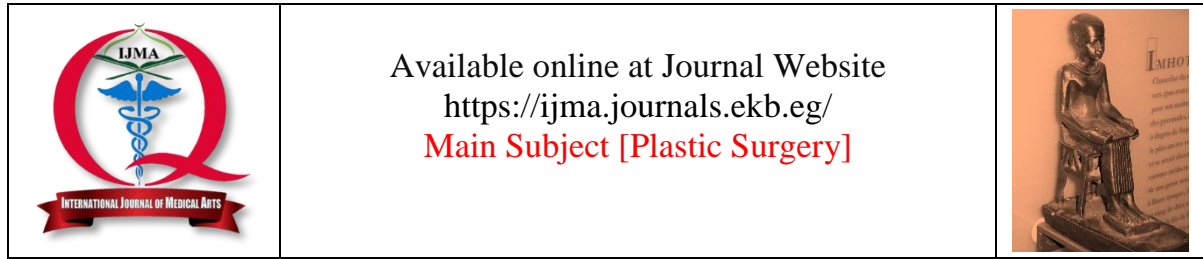 IJMA
INTERNATIONAL JOURNAL OF MEDICAL ARTS
Available online at Journal Website
https://ijma.journals.ekb.eg/
Main Subject [Plastic Surgery]
IMHOT